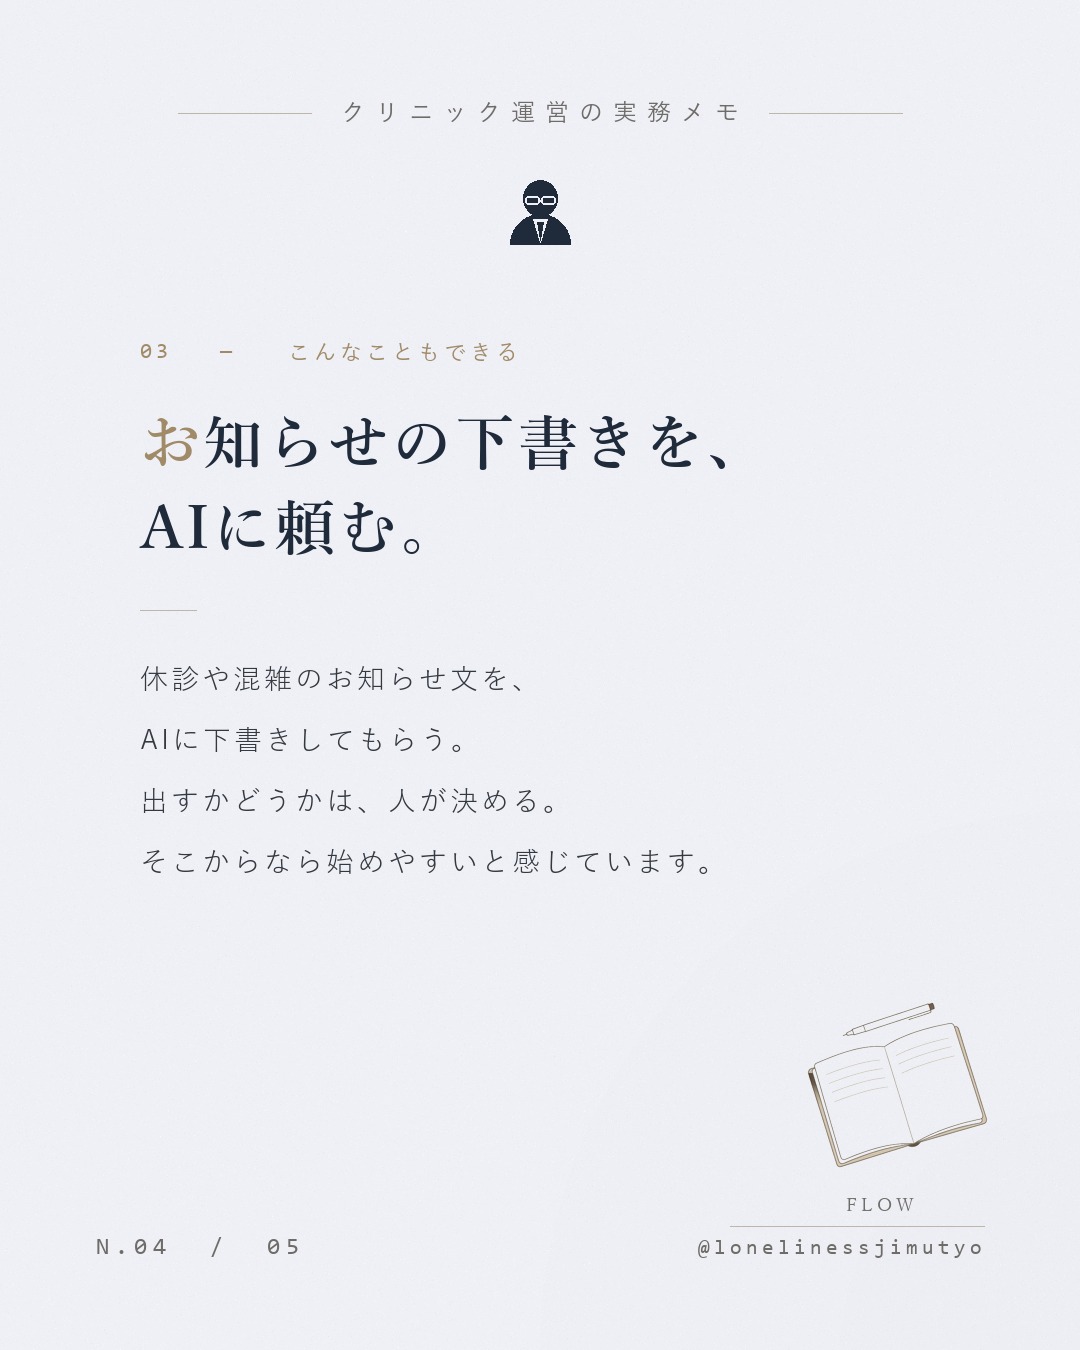 クリニック運営の実務メモ
03 — こんなこともできる
お知らせの下書きを、
AIに頼む。
休診や混雑のお知らせ文を、
AIに下書きしてもらう。
出すかどうかは、人が決める。
そこからなら始めやすいと感じています。
FLOW
N.04 / 05
@lonelinessjimutyo